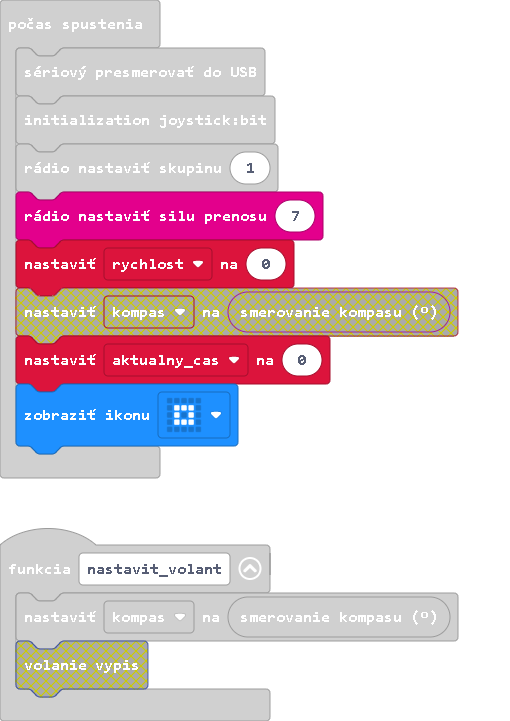 počas spustenia
sériový presmerovať do USB
initialization joystick:bit
rádio nastaviť skupinu 1
rádio nastaviť silu prenosu 7
nastaviť rychlost na 0
nastaviť kompas na smerovanie kompasu (º)
nastaviť aktualny_cas na 0
zobraziť ikonu
funkcia nastavit_volant
nastaviť kompas na smerovanie kompasu (º)
volanie vypis